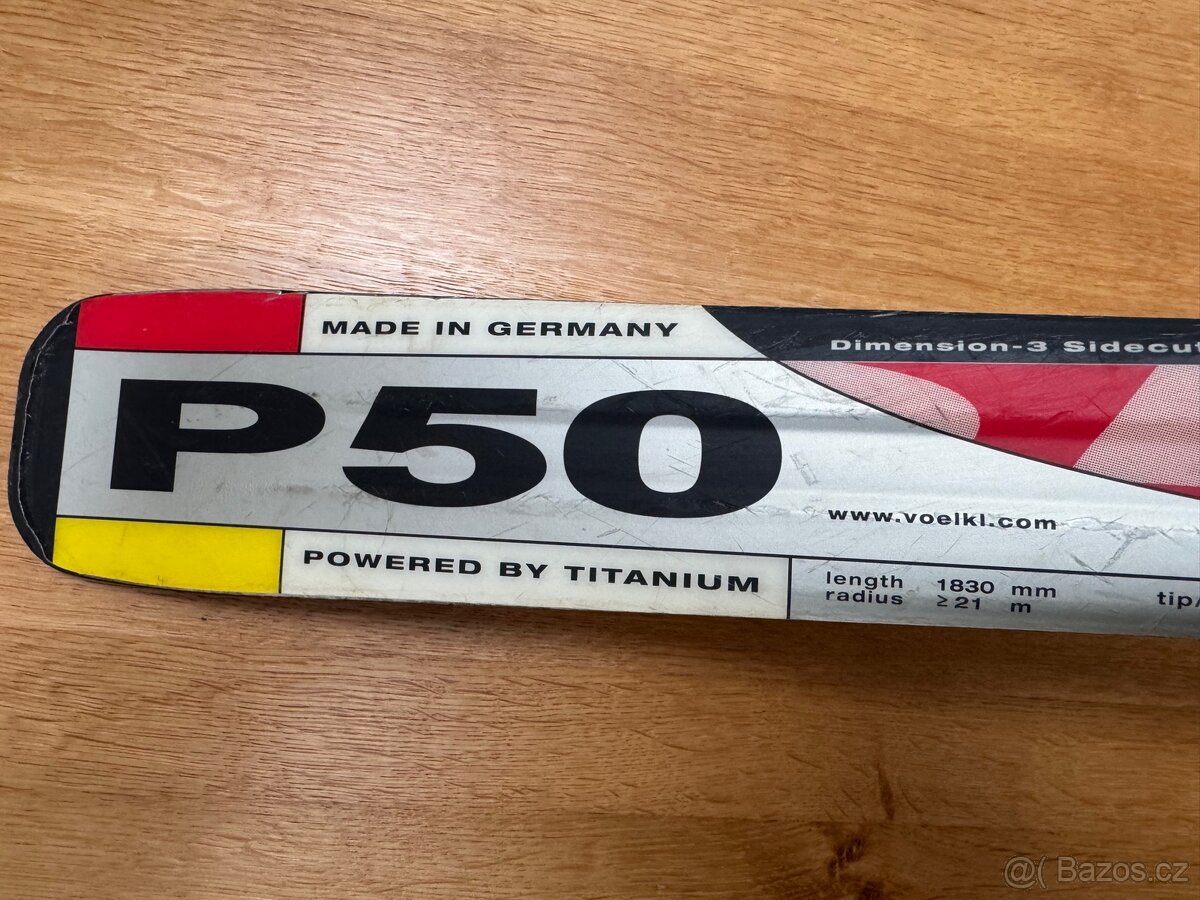 MADE IN GERMANY
Dimension-3 Sidecut
P50
www.voelkl.com
POWERED BY TITANIUM
length 1830 mm
radius ≥21 m
tip/
@( Bazos.cz